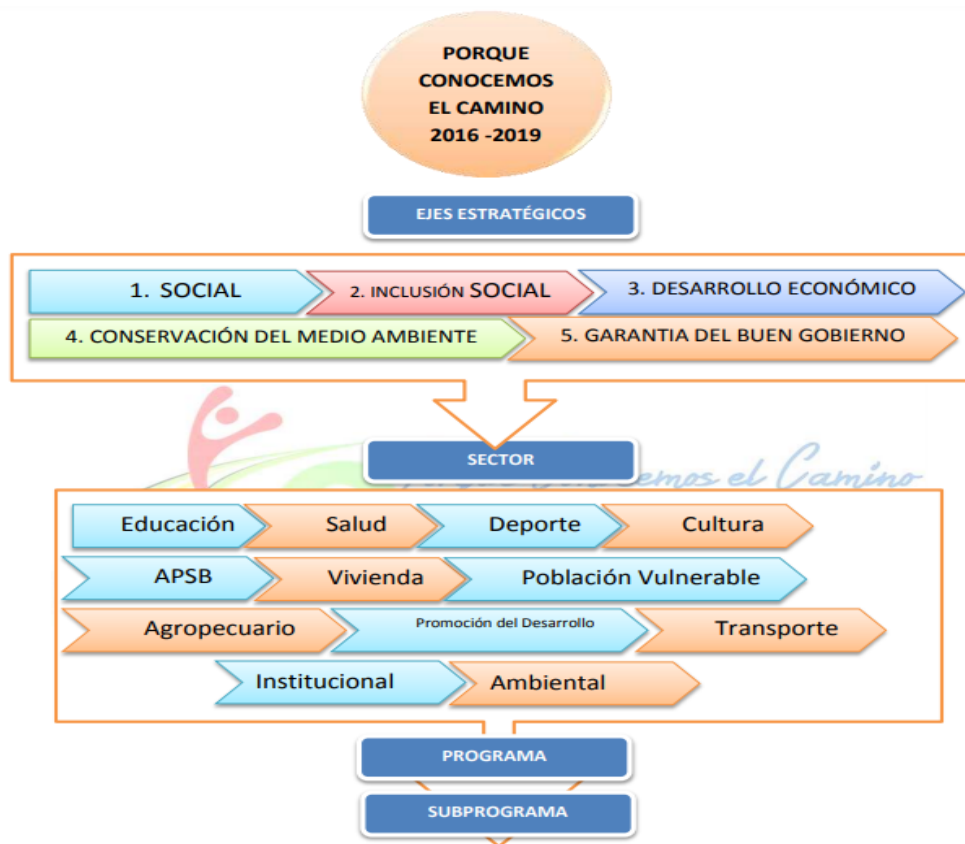 PORQUE
CONOCEMOS
EL CAMINO
2016 -2019
EJES ESTRATÉGICOS
1. SOCIAL
2. INCLUSIÓN SOCIAL
3. DESARROLLO ECONÓMICO
4. CONSERVACIÓN DEL MEDIO AMBIENTE
5. GARANTIA DEL BUEN GOBIERNO
SECTOR
el Camino
Educación
Salud
Deporte
Cultura
APSB
Vivienda
Población Vulnerable
Agropecuario
Promoción del Desarrollo
Transporte
Institucional
Ambiental
PROGRAMA
SUBPROGRAMA